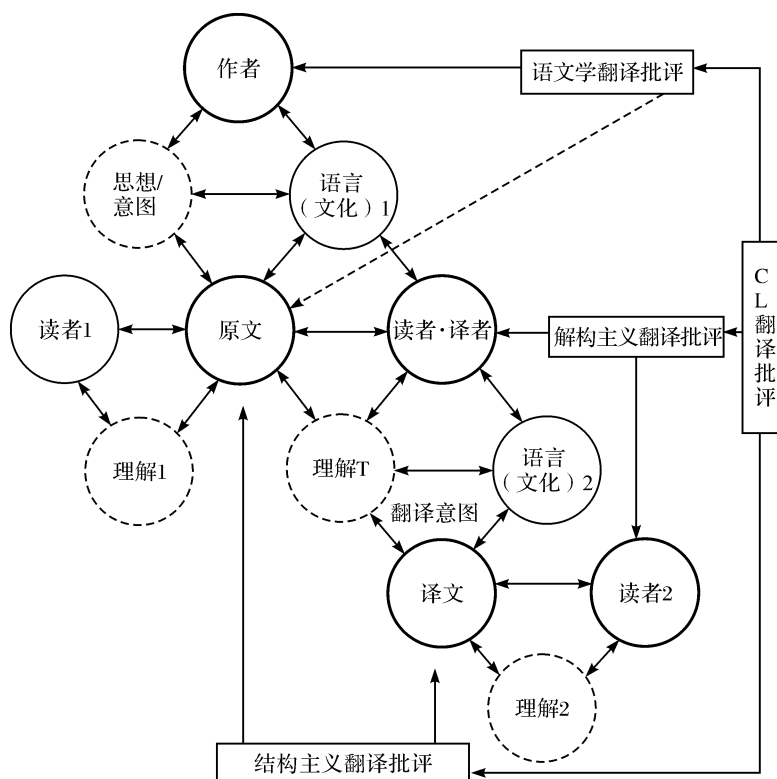 作者
语文学翻译批评
思想/
意图
语言
（文化）1
读者1
原文
读者·译者
解构主义翻译批评
CL翻译批评
理解1
理解T
语言
（文化）2
翻译意图
译文
读者2
理解2
结构主义翻译批评